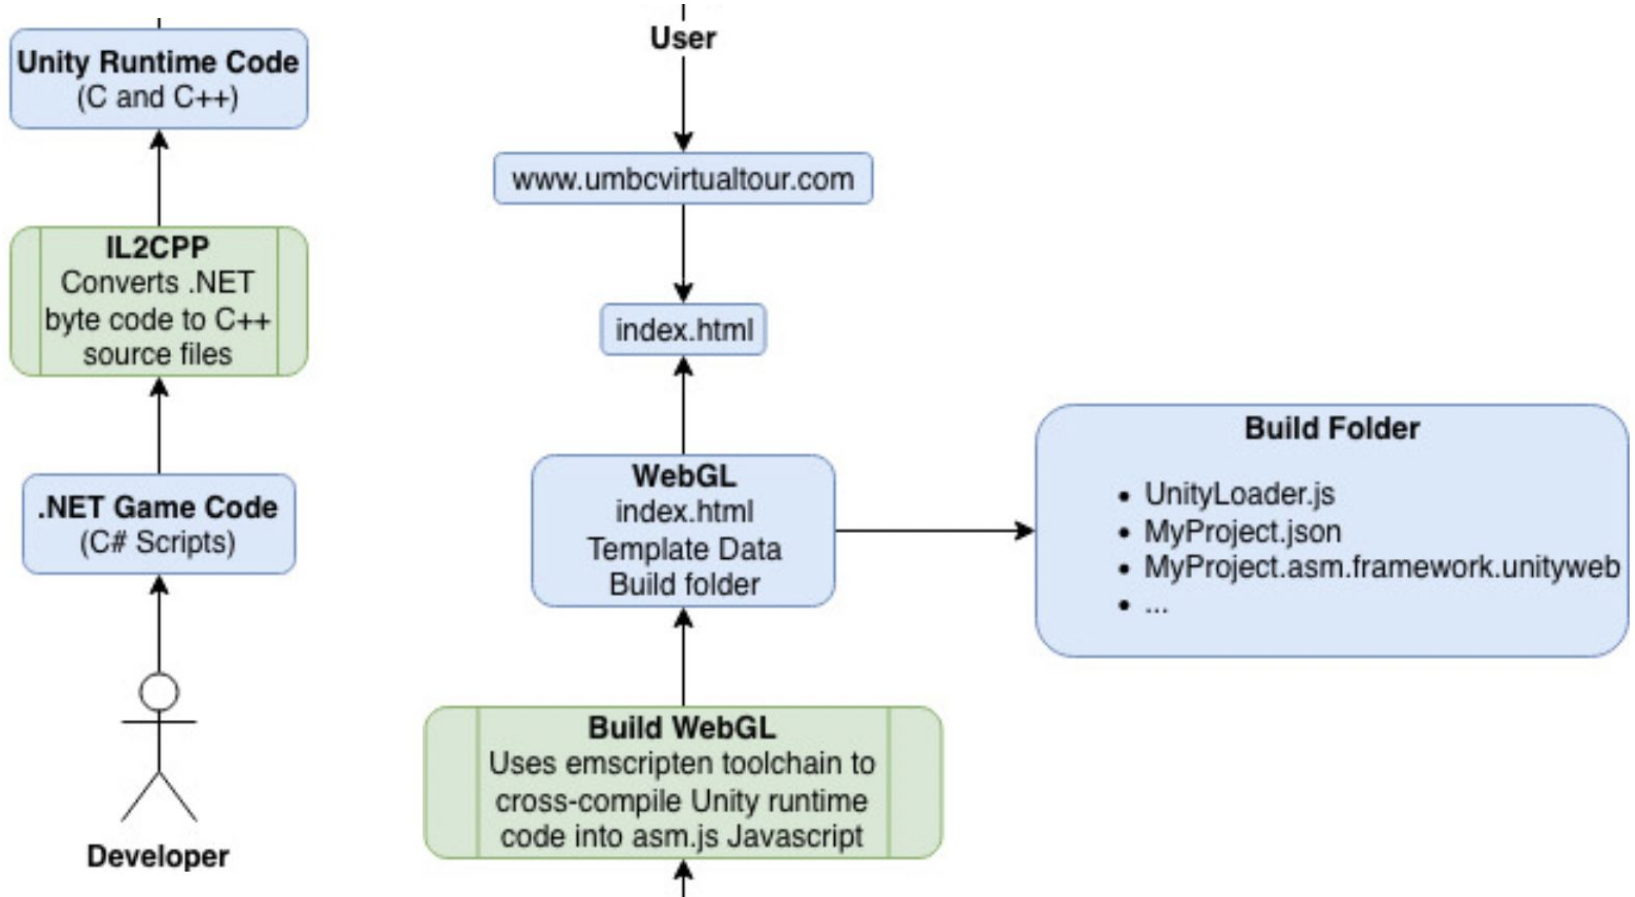 Unity Runtime Code
(C and C++)
IL2CPP
Converts .NET
byte code to C++
source files
.NET Game Code
(C# Scripts)
Developer
User
www.umbcvirtualtour.com
index.html
WebGL
index.html
Template Data
Build folder
Build WebGL
Uses emscripten toolchain to
cross-compile Unity runtime
code into asm.js Javascript
Build Folder
• UnityLoader.js
• MyProject.json
• MyProject.asm.framework.unityweb
• ...